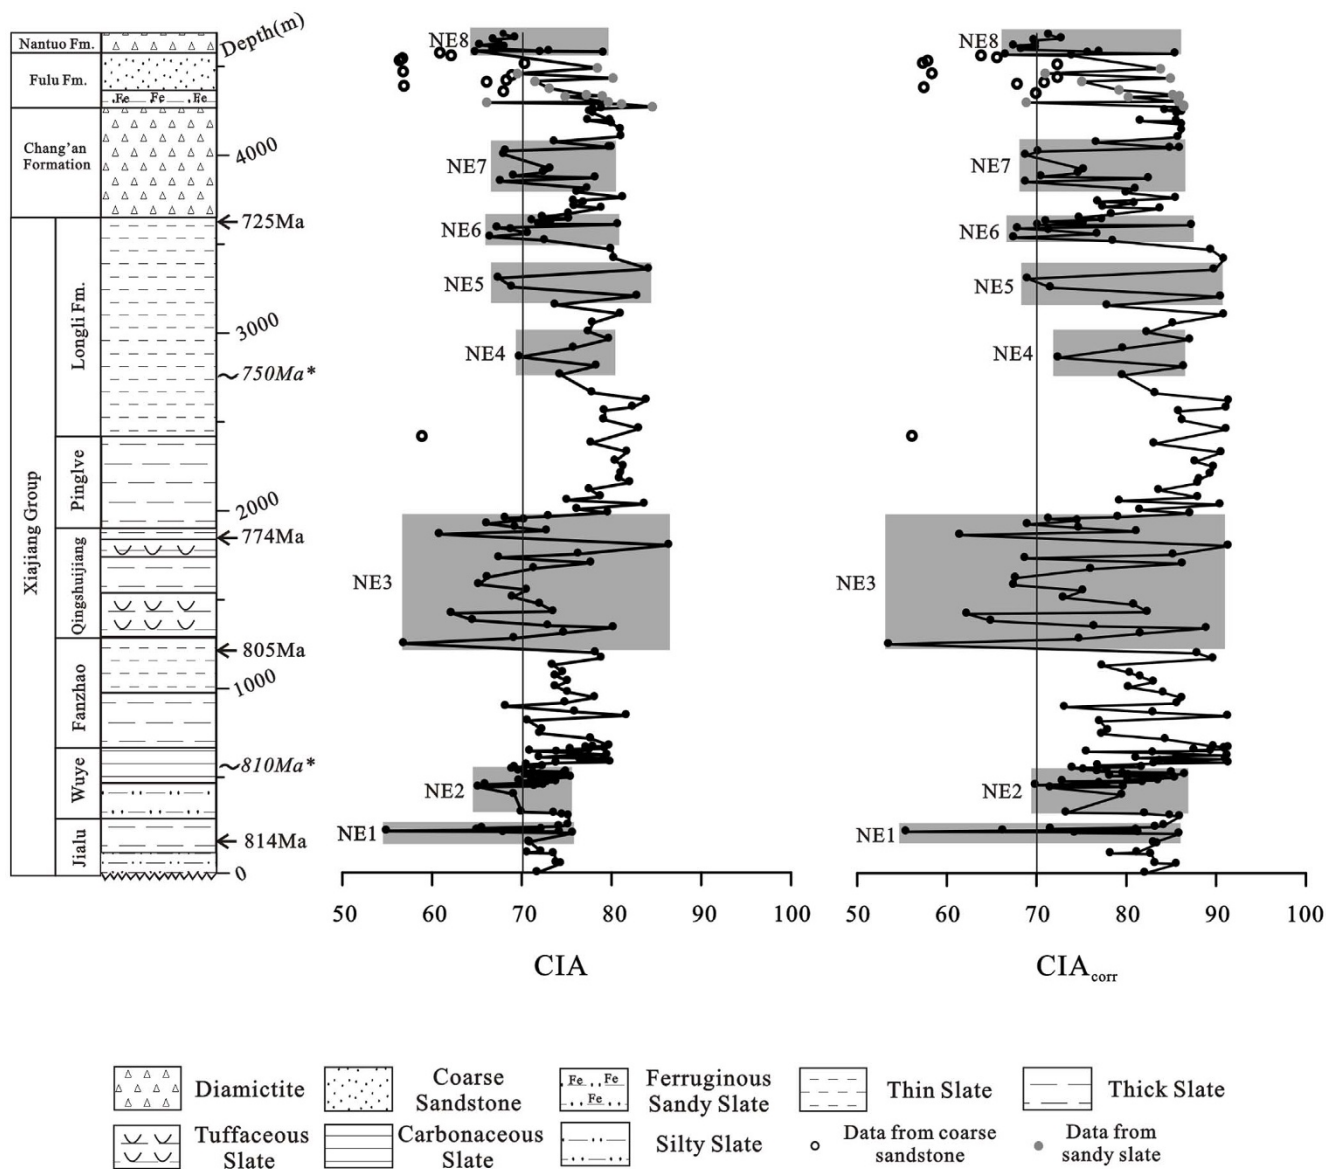 Depth(m)
Nantuo Fm.
Fulu Fm.
Fe Fe Fe
Chang'an
Formation
Xiajiang Group
Longli Fm.
Pinglve
Qingshuijiang
Fanzhao
Wuye
Jialu
4000
725Ma
3000
~750Ma*
2000
774Ma
805Ma
1000
~810Ma*
814Ma
0
NE8
NE7
NE6
NE5
NE4
NE3
NE2
NE1
50 60 70 80 90 100
CIA
NE8
NE7
NE6
NE5
NE4
NE3
NE2
NE1
50 60 70 80 90 100
CIAcorr
Diamictite
Coarse
Sandstone
Fe Fe
Fe
Ferruginous
Sandy Slate
Thin Slate
Thick Slate
Tuffaceous
Slate
Carbonaceous
Slate
Silty Slate
Data from coarse
sandstone
Data from
sandy slate